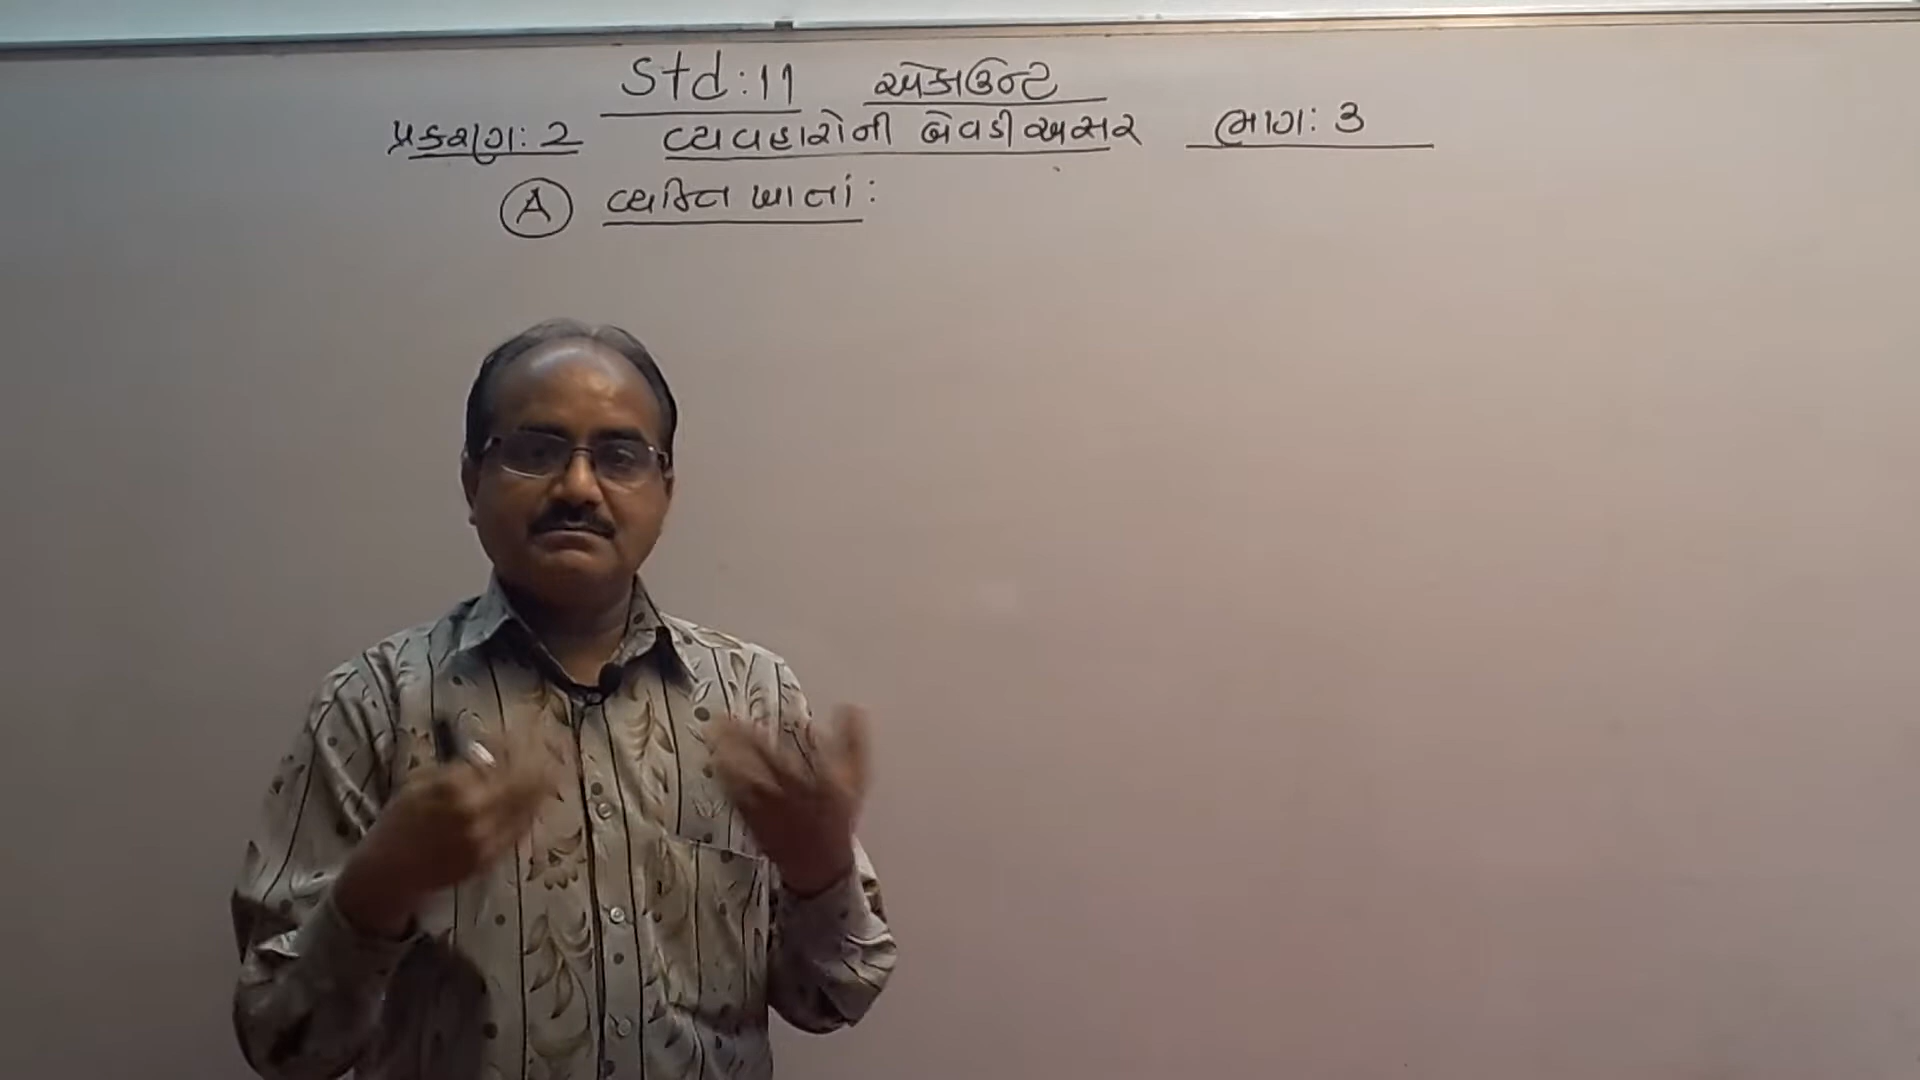 Std : 11 એકાઉન્ટ
પ્રકરણ : 2 વ્યવહારોની બેવડી અસર ભાગ : 3
A વ્યક્તિ ખાતાં :